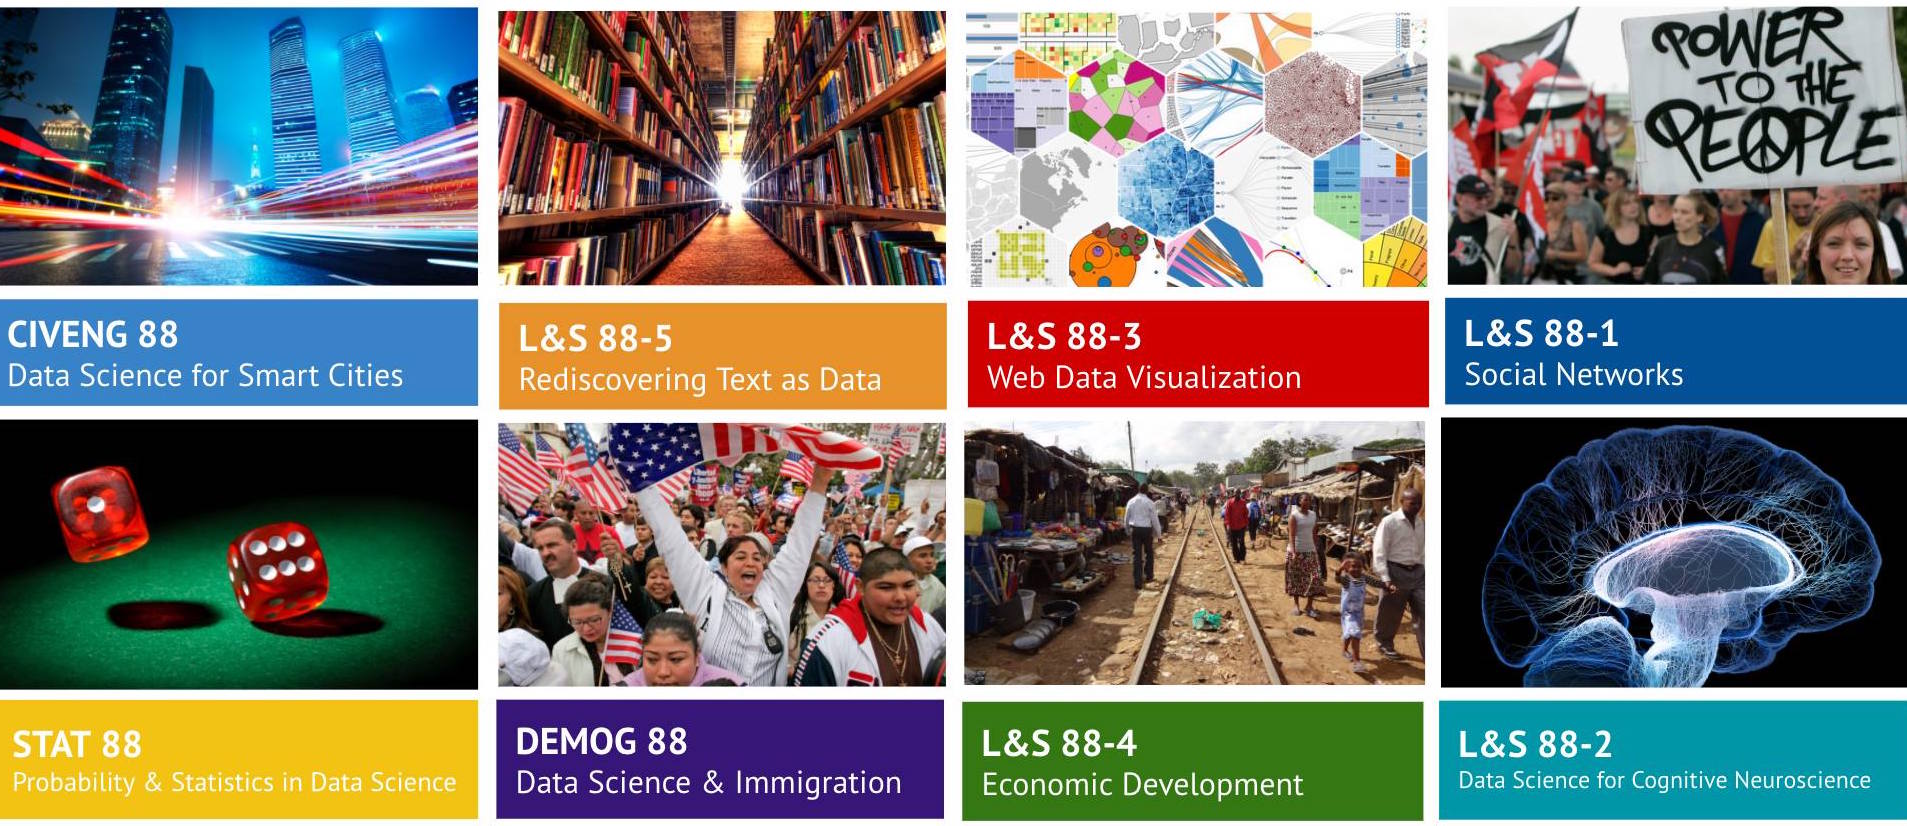 POWER
TO THE
PEOPLE
CIVENG 88
Data Science for Smart Cities
L&S 88-5
Rediscovering Text as Data
L&S 88-3
Web Data Visualization
L&S 88-1
Social Networks
STAT 88
Probability & Statistics in Data Science
DEMOG 88
Data Science & Immigration
L&S 88-4
Economic Development
L&S 88-2
Data Science for Cognitive Neuroscience